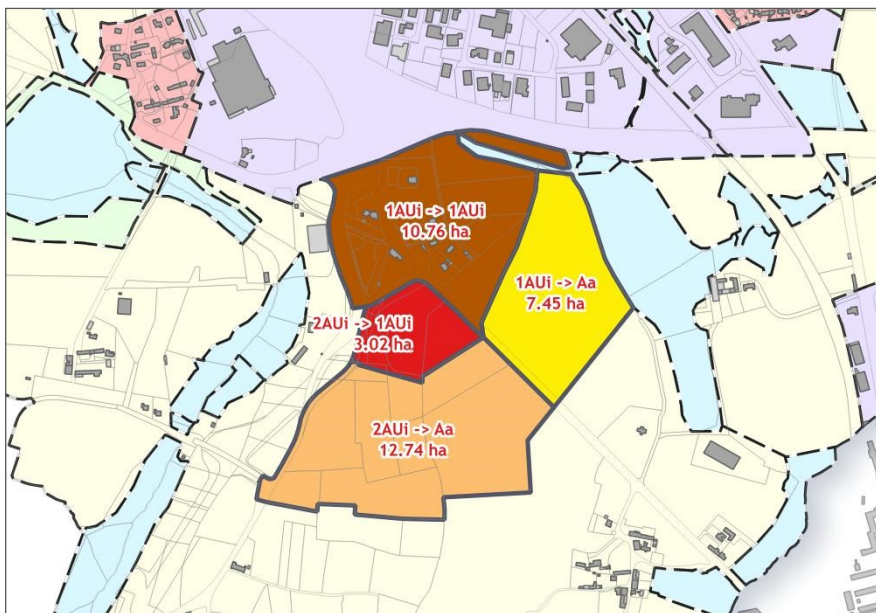 1AUi -> 1AUi
10.76 ha
1AUi -> Aa
7.45 ha
2AUi -> 1AUi
3.02 ha
2AUi -> Aa
12.74 ha